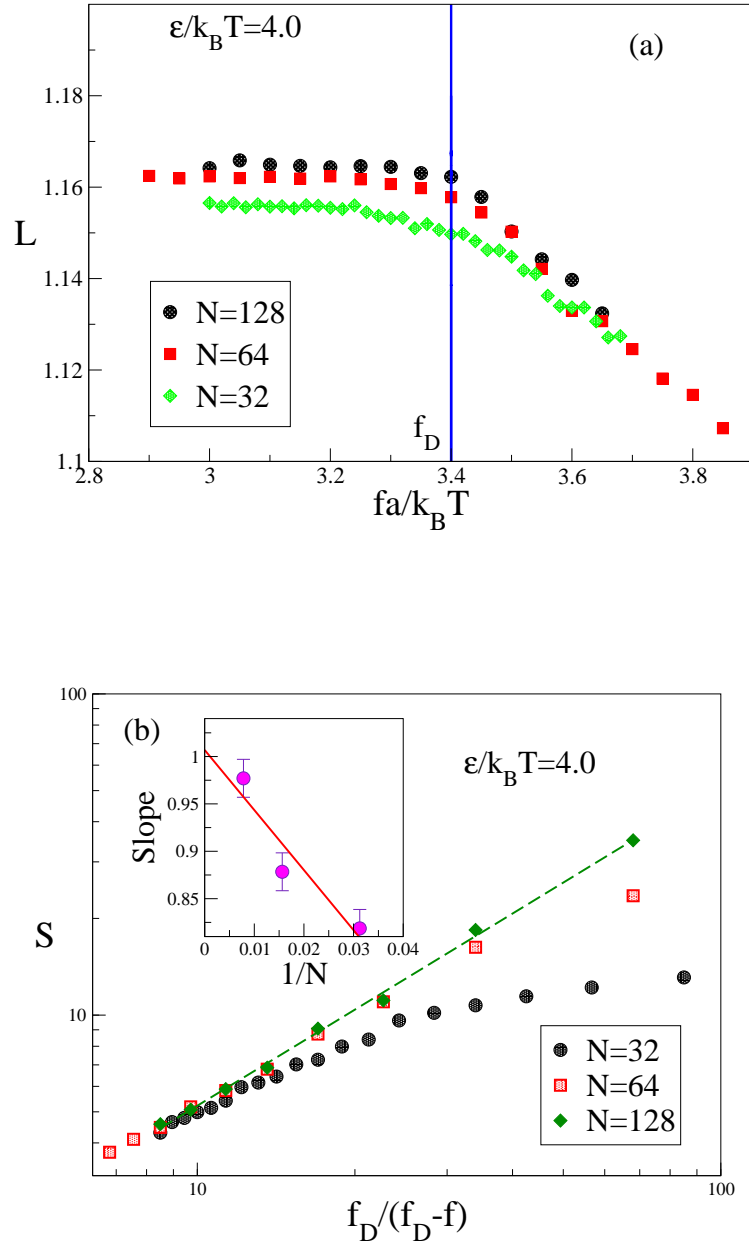 ε/k_BT=4.0
(a)
1.18
1.16
L
1.14
1.12
1.1
N=128
N=64
N=32
f_D
2.8 3 3.2 3.4 3.6 3.8
fa/k_BT
100
(b)
ε/k_BT=4.0
1
0.95
0.9
0.85
Slope
0 0.01 0.02 0.03 0.04
1/N
S
10
N=32
N=64
N=128
10 100
f_D/(f_D-f)